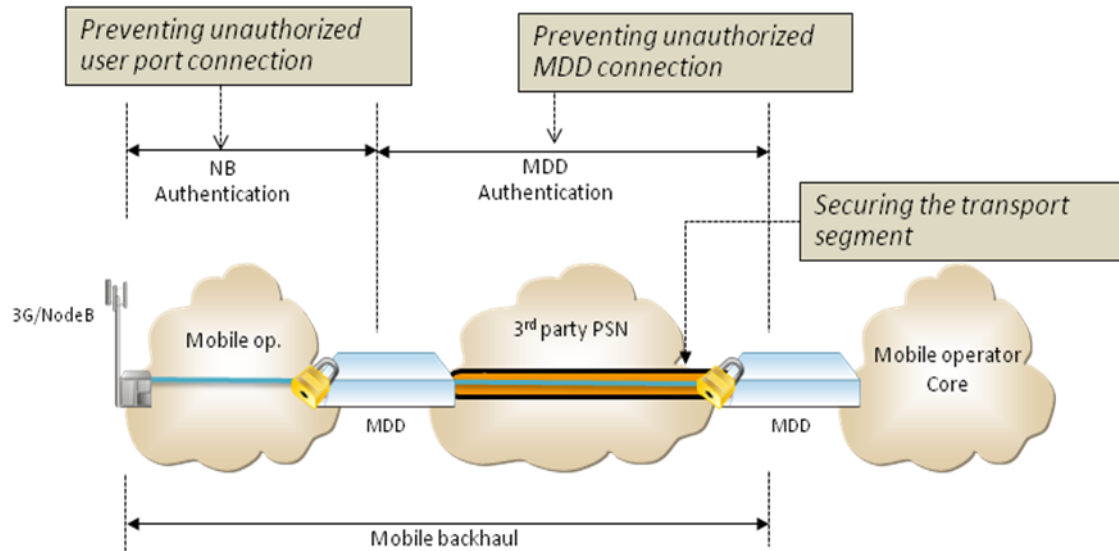 Preventing unauthorized
user port connection
Preventing unauthorized
MDD connection
NB
Authentication
MDD
Authentication
Securing the transport
segment
3G/NodeB
Mobile op.
3rd party PSN
Mobile operator
Core
MDD
MDD
Mobile backhaul